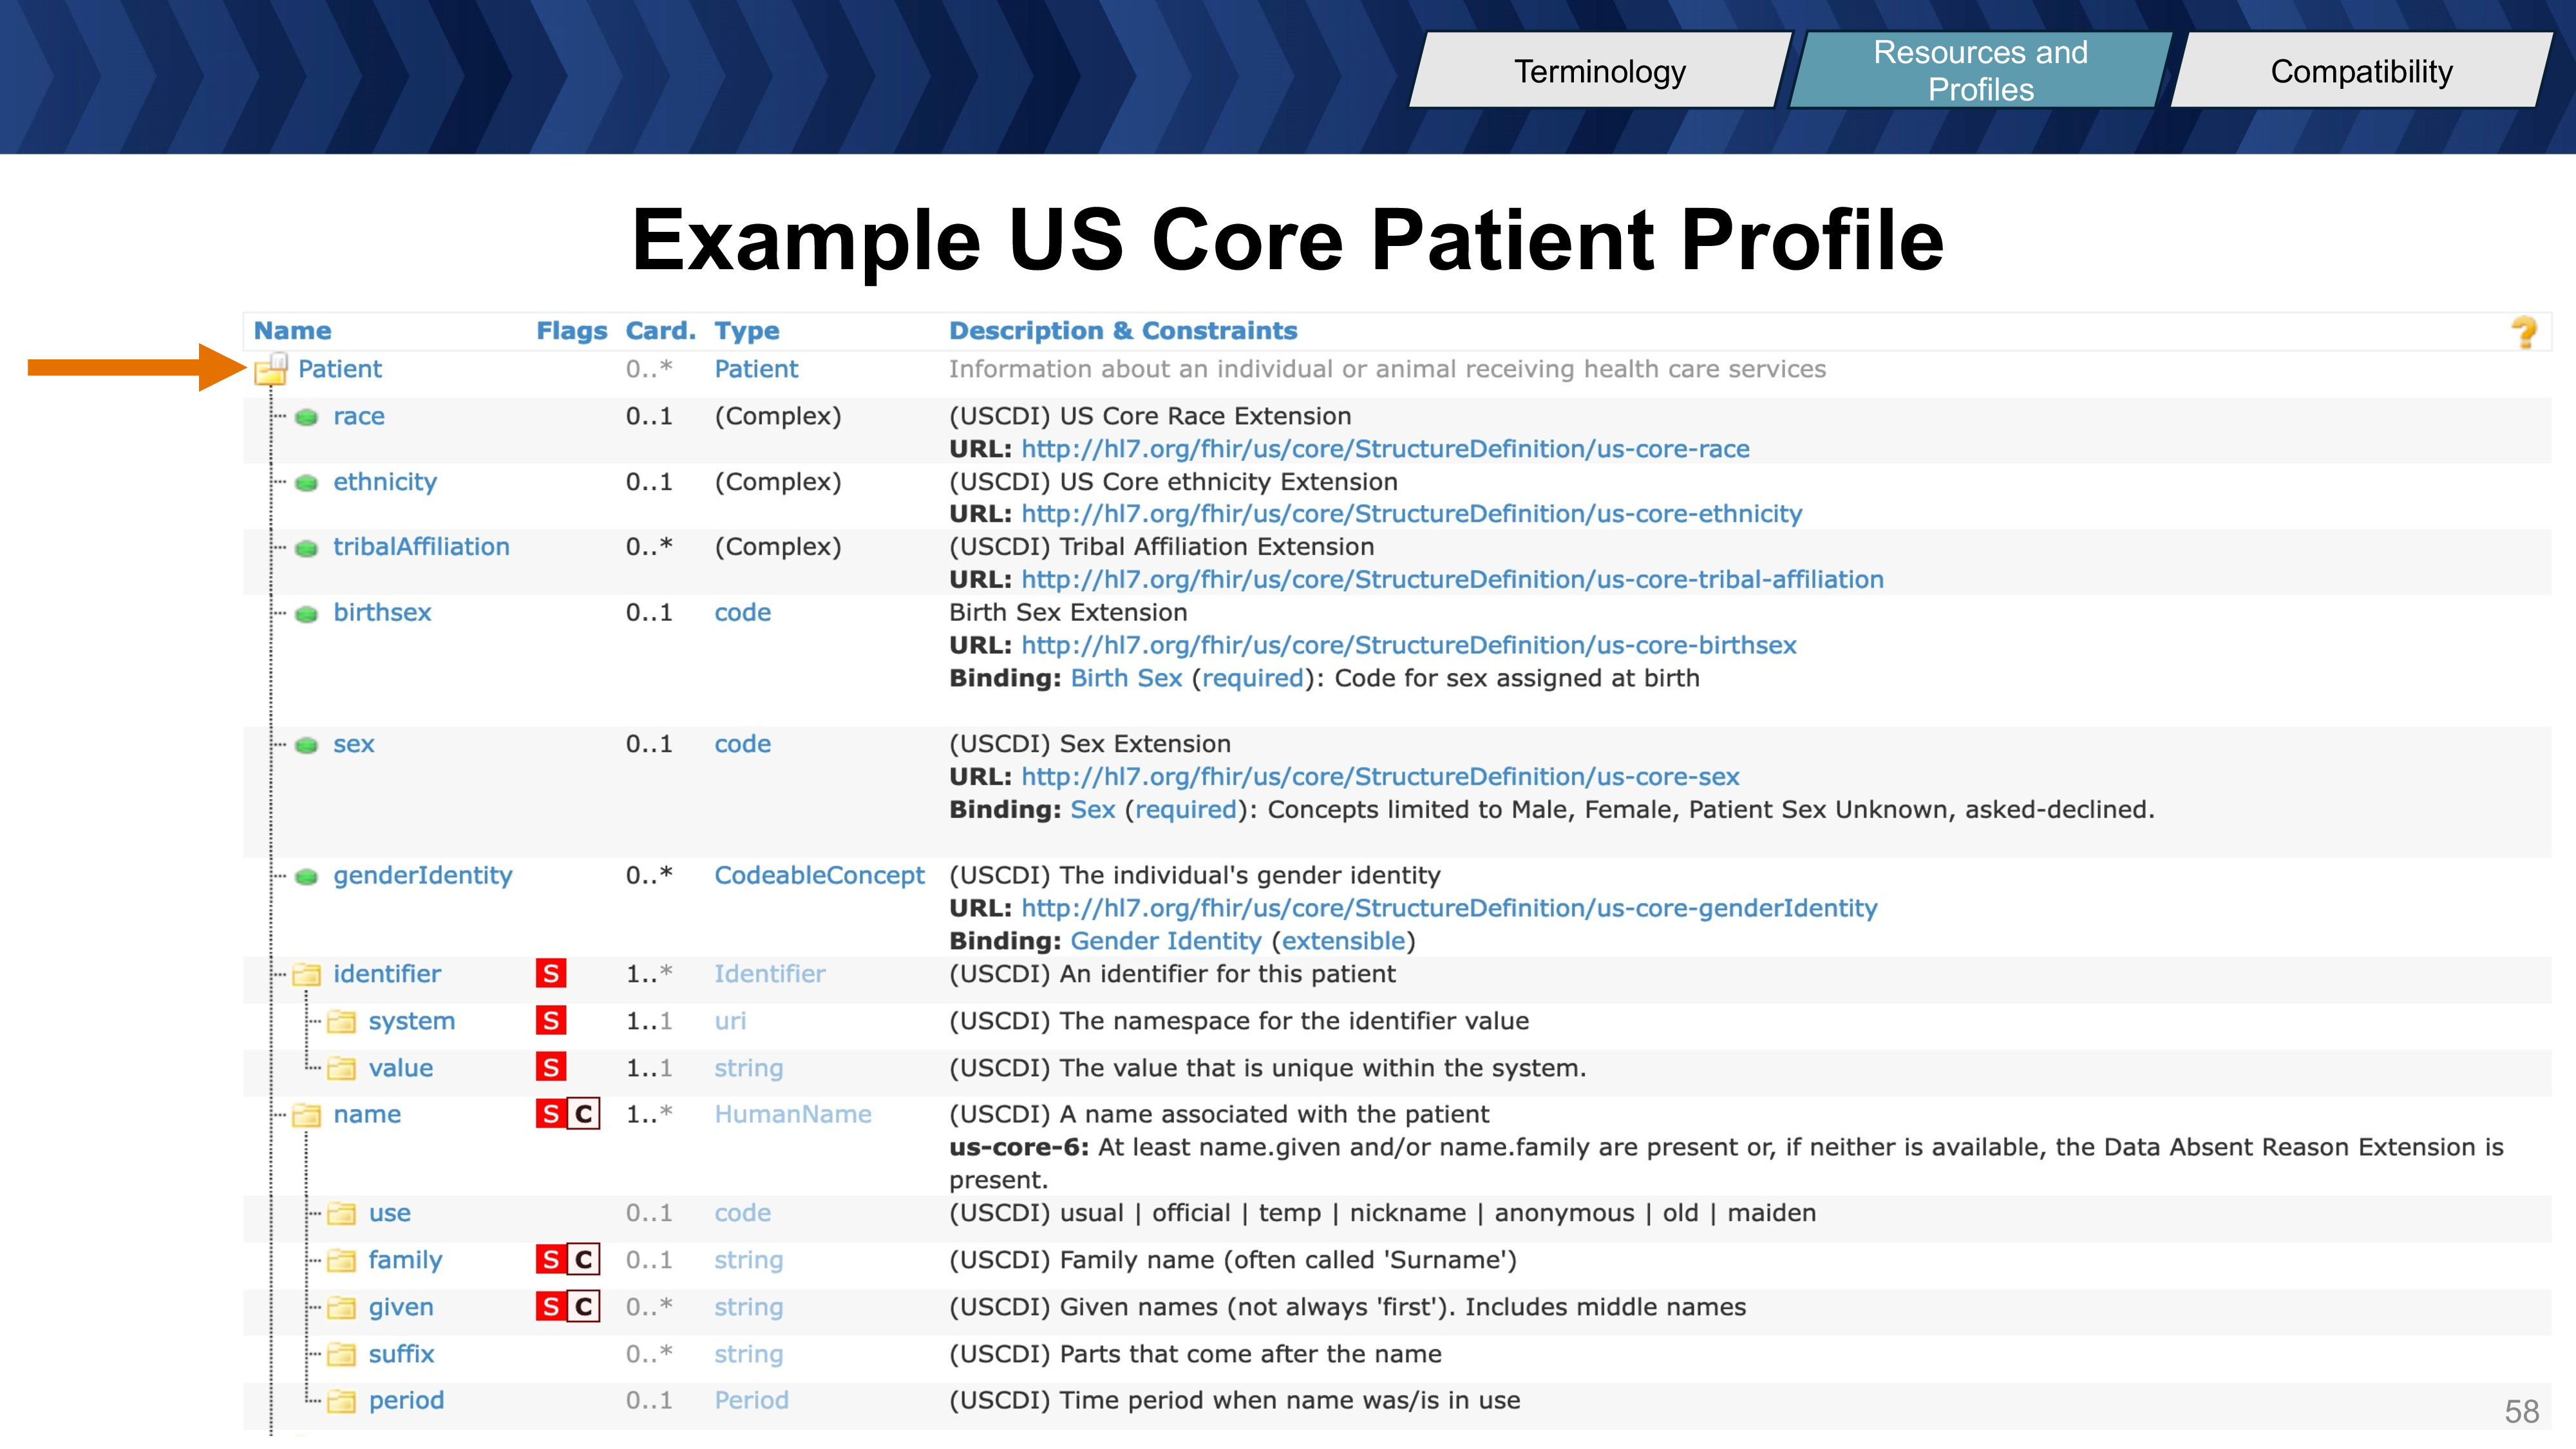 Terminology
Resources and
Profiles
Compatibility
Example US Core Patient Profile
Name Flags Card. Type Description & Constraints ?
Patient 0..* Patient Information about an individual or animal receiving health care services
race 0..1 (Complex) (USCDI) US Core Race Extension
URL: http://hl7.org/fhir/us/core/StructureDefinition/us-core-race
ethnicity 0..1 (Complex) (USCDI) US Core ethnicity Extension
URL: http://hl7.org/fhir/us/core/StructureDefinition/us-core-ethnicity
tribalAffiliation 0..* (Complex) (USCDI) Tribal Affiliation Extension
URL: http://hl7.org/fhir/us/core/StructureDefinition/us-core-tribal-affiliation
birthsex 0..1 code Birth Sex Extension
URL: http://hl7.org/fhir/us/core/StructureDefinition/us-core-birthsex
Binding: Birth Sex (required): Code for sex assigned at birth
sex 0..1 code (USCDI) Sex Extension
URL: http://hl7.org/fhir/us/core/StructureDefinition/us-core-sex
Binding: Sex (required): Concepts limited to Male, Female, Patient Sex Unknown, asked-declined.
genderIdentity 0..* CodeableConcept (USCDI) The individual's gender identity
URL: http://hl7.org/fhir/us/core/StructureDefinition/us-core-genderIdentity
Binding: Gender Identity (extensible)
identifier S 1..* Identifier (USCDI) An identifier for this patient
system S 1..1 uri (USCDI) The namespace for the identifier value
value S 1..1 string (USCDI) The value that is unique within the system.
name S C 1..* HumanName (USCDI) A name associated with the patient
us-core-6: At least name.given and/or name.family are present or, if neither is available, the Data Absent Reason Extension is
present.
use 0..1 code (USCDI) usual | official | temp | nickname | anonymous | old | maiden
family S C 0..1 string (USCDI) Family name (often called 'Surname')
given S C 0..* string (USCDI) Given names (not always 'first'). Includes middle names
suffix 0..* string (USCDI) Parts that come after the name
period 0..1 Period (USCDI) Time period when name was/is in use
58